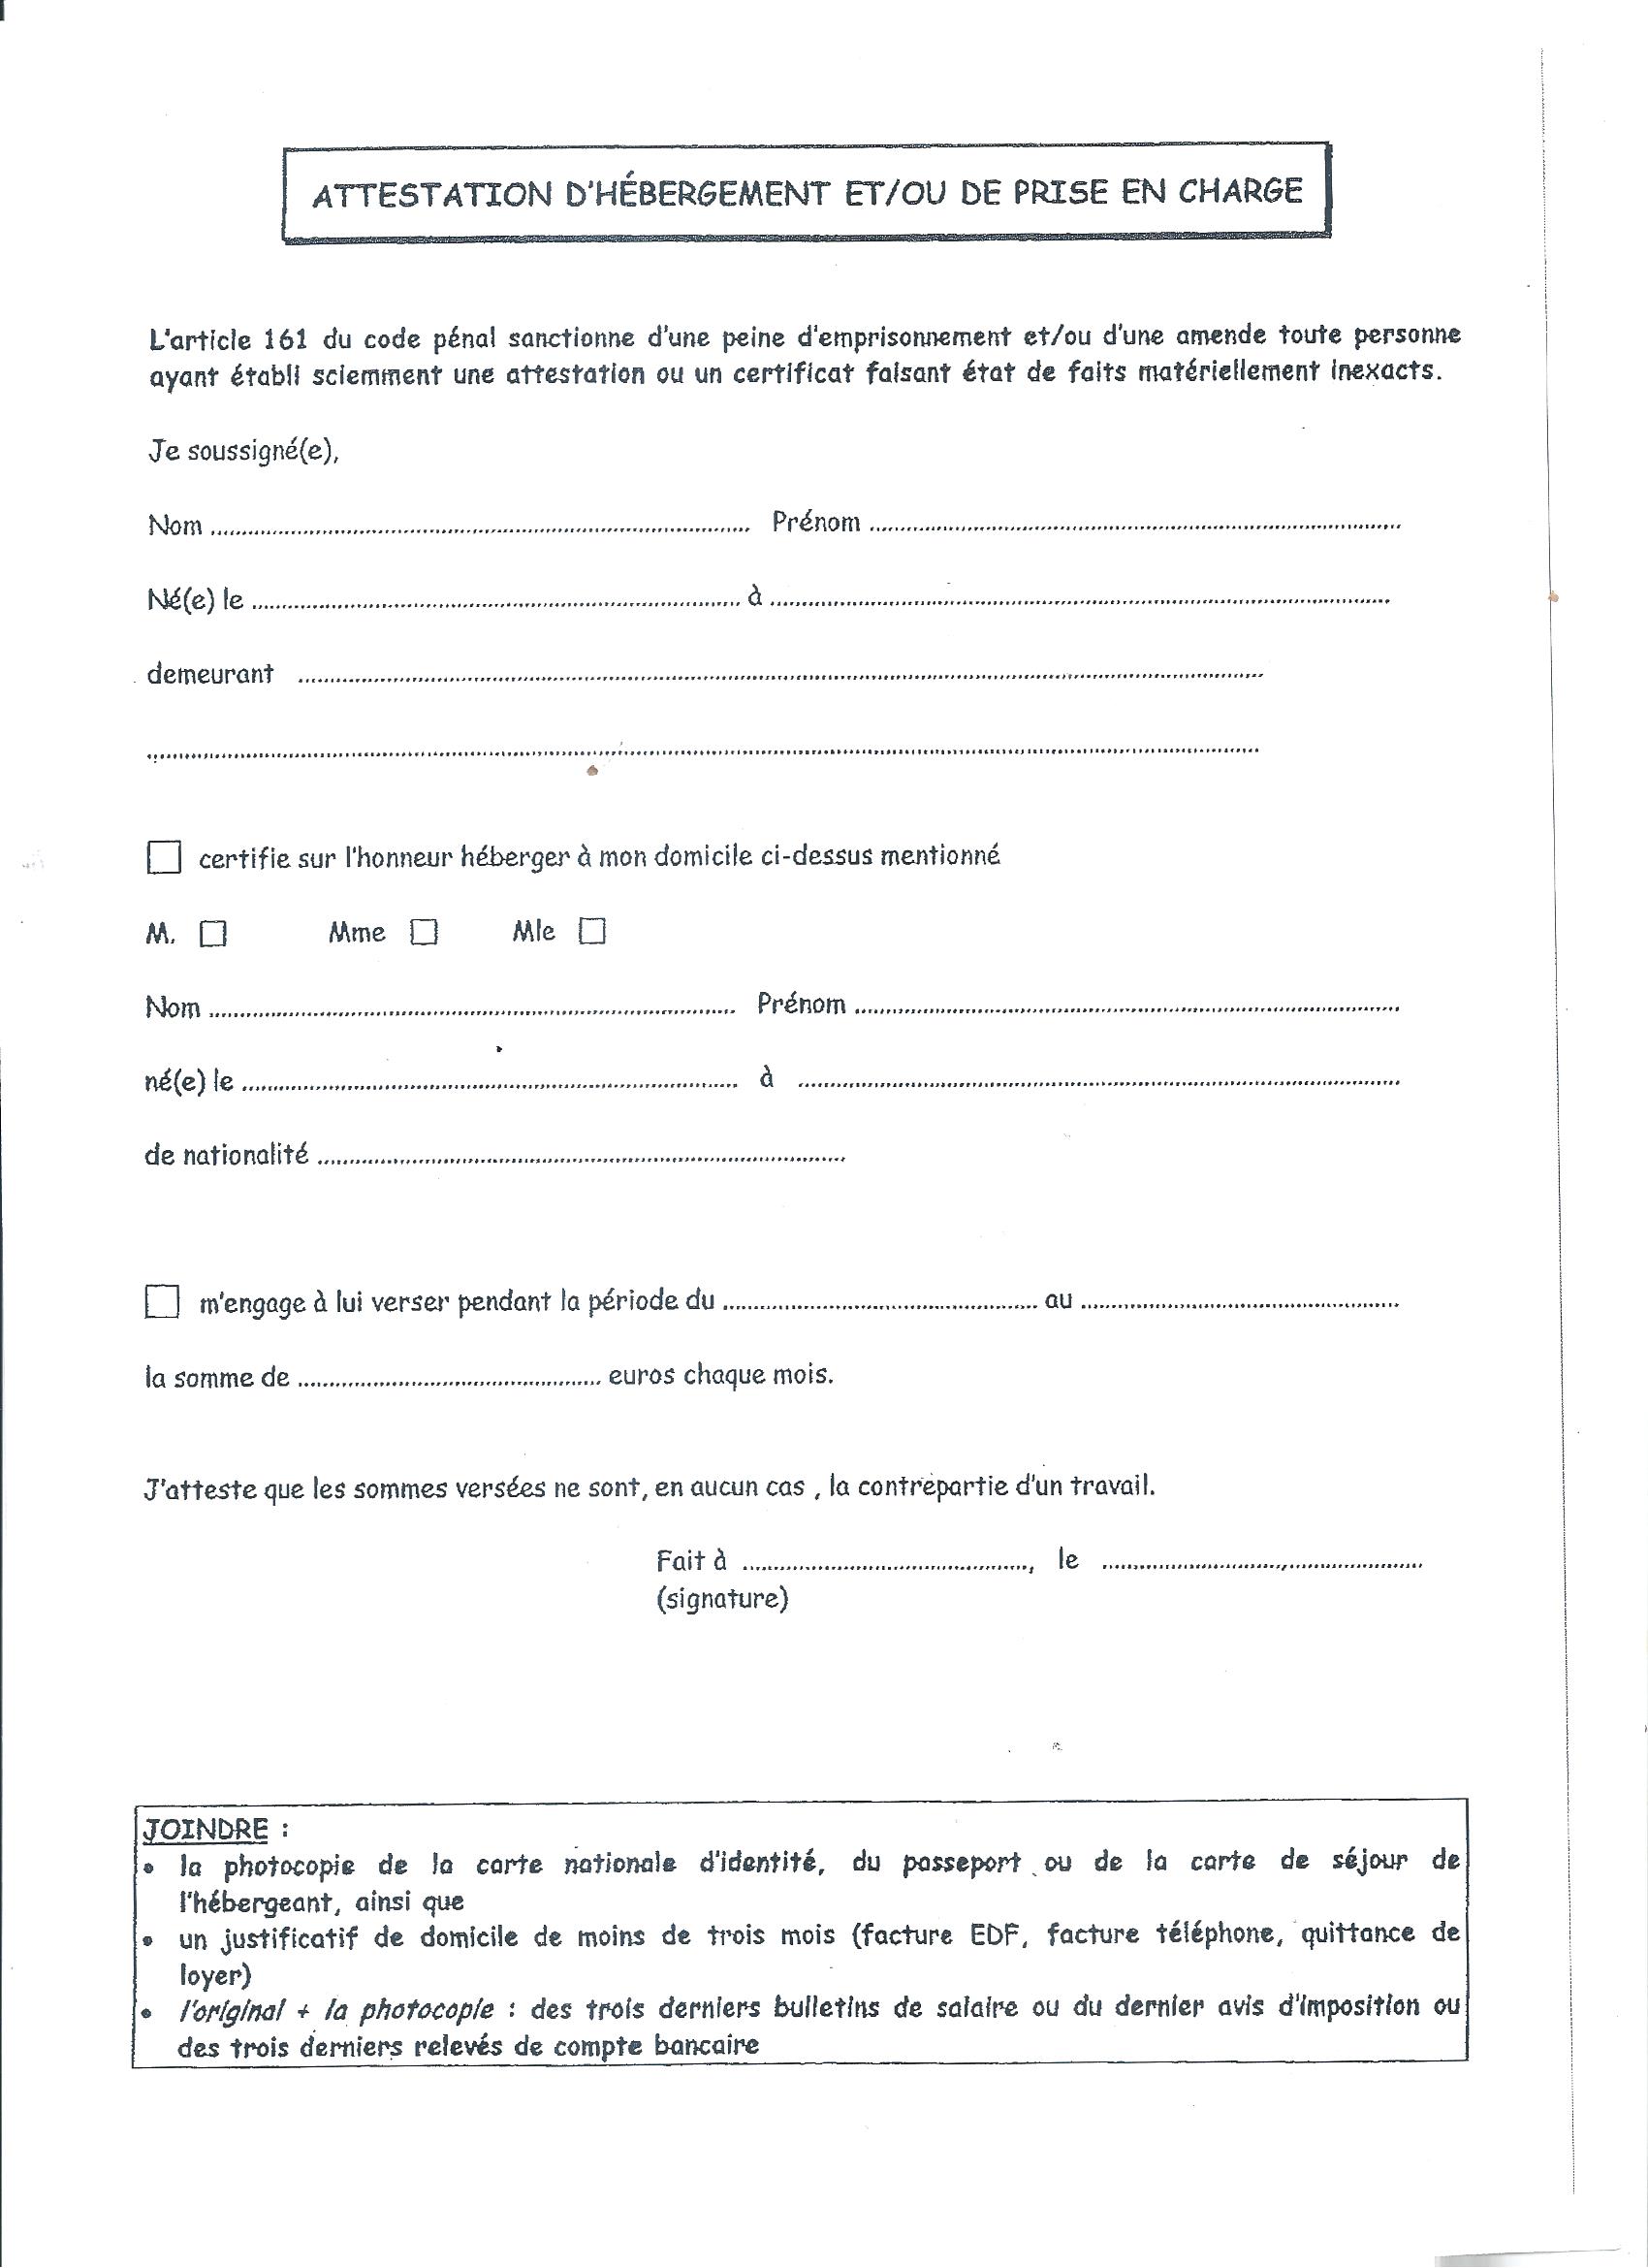 ATTESTATION D'HÉBERGEMENT ET/OU DE PRISE EN CHARGE
L'article 161 du code pénal sanctionne d'une peine d'emprisonnement et/ou d'une amende toute personne
ayant établi sciemment une attestation ou un certificat faisant état de faits matériellement inexacts.
Je soussigné(e),
Nom ........................................ Prénom ........................................
Né(e) le ........................................ à ........................................
demeurant ........................................
........................................
☐ certifie sur l'honneur héberger à mon domicile ci-dessus mentionné
M. ☐ Mme ☐ Mle ☐
Nom ........................................ Prénom ........................................
né(e) le ........................................ à ........................................
de nationalité ........................................
☐ m'engage à lui verser pendant la période du ........................................ au ........................................
la somme de ........................................ euros chaque mois.
J'atteste que les sommes versées ne sont, en aucun cas , la contrepartie d'un travail.
Fait à ........................................, le ........................................
(signature)
JOINDRE :
• la photocopie de la carte nationale d'identité, du passeport ou de la carte de séjour de
l'hébergeant, ainsi que
• un justificatif de domicile de moins de trois mois (facture EDF, facture téléphone, quittance de
loyer)
• l'original + la photocopie : des trois derniers bulletins de salaire ou du dernier avis d'imposition ou
des trois derniers relevés de compte bancaire